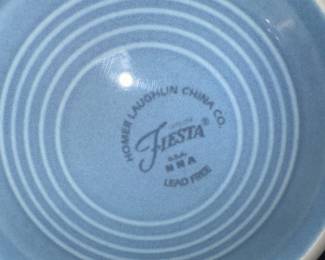 HOMER LAUGHLIN CHINA CO.
FIESTA®
U.S.A.
LEAD FREE